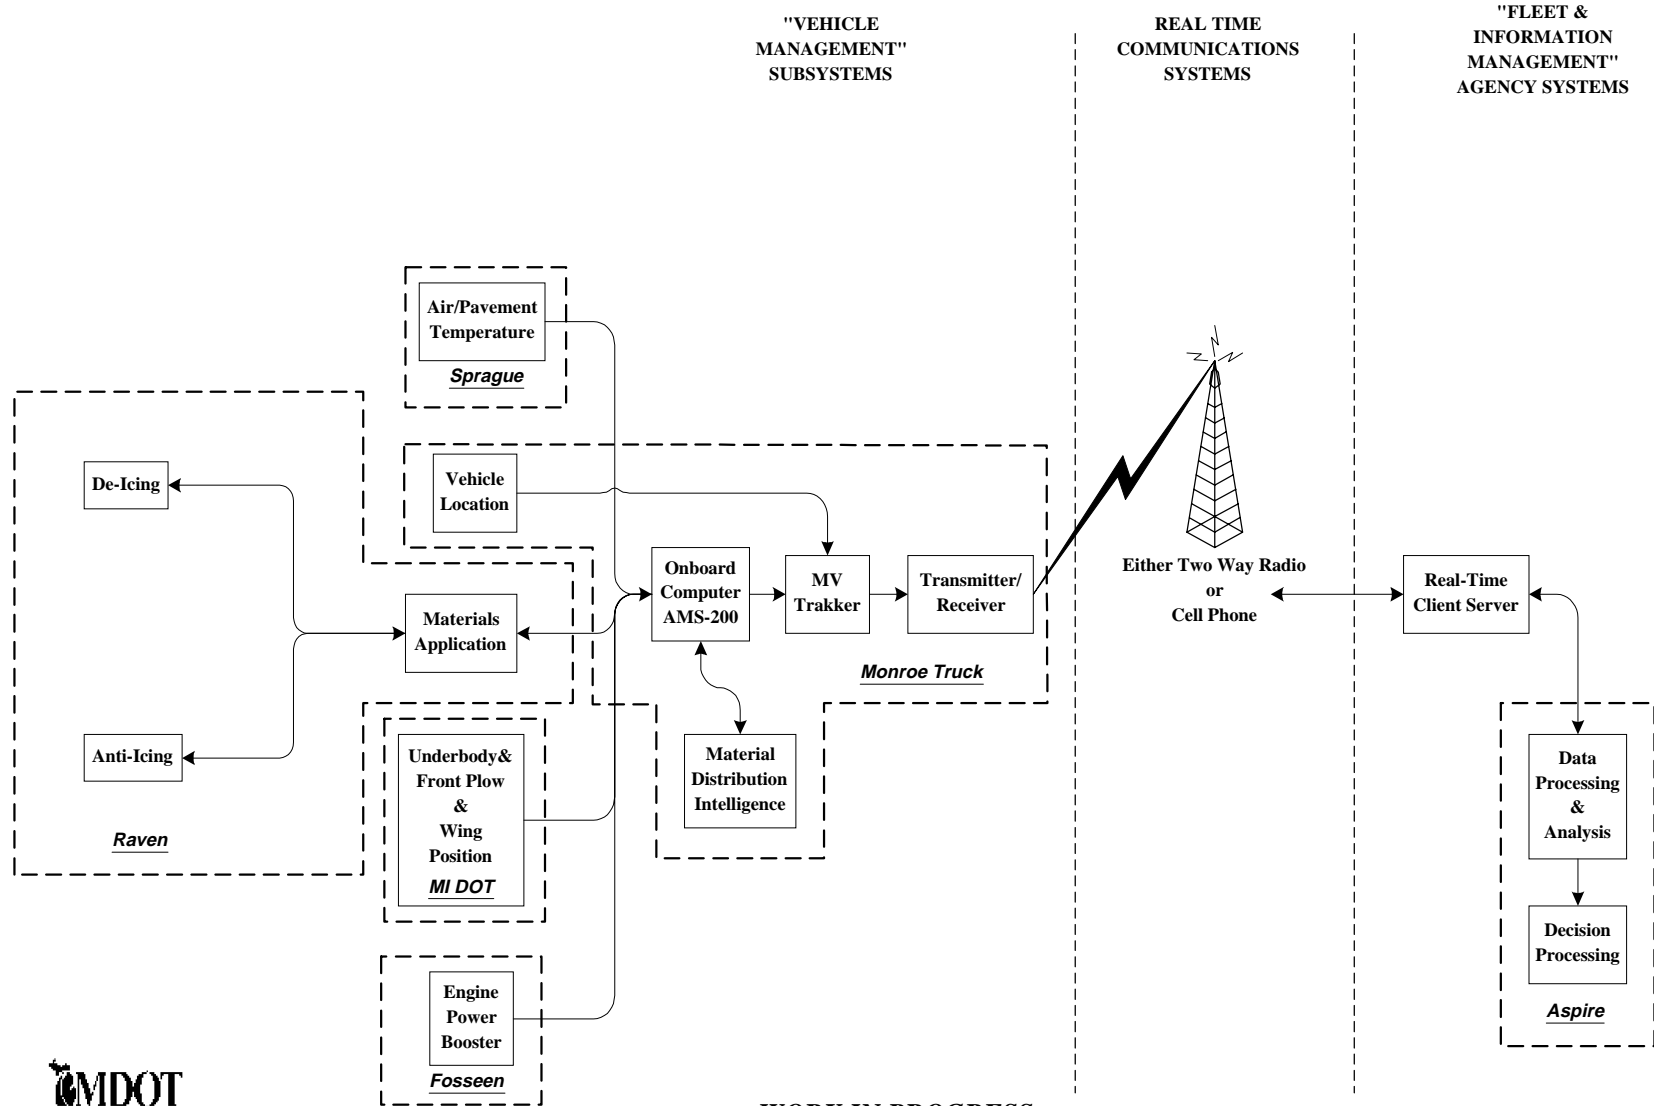 "VEHICLE
MANAGEMENT"
SUBSYSTEMS
REAL TIME
COMMUNICATIONS
SYSTEMS
"FLEET &
INFORMATION
MANAGEMENT"
AGENCY SYSTEMS
Air/Pavement
Temperature
Sprague
De-Icing
Vehicle
Location
Materials
Application
Anti-Icing
Raven
Onboard
Computer
AMS-200
MV
Trakker
Transmitter/
Receiver
Monroe Truck
Material
Distribution
Intelligence
Underbody&
Front Plow
&
Wing
Position
MI DOT
Engine
Power
Booster
Fosseen
Either Two Way Radio
or
Cell Phone
Real-Time
Client Server
Data
Processing
&
Analysis
Decision
Processing
Aspire
MDOT
WORK IN PROGRESS